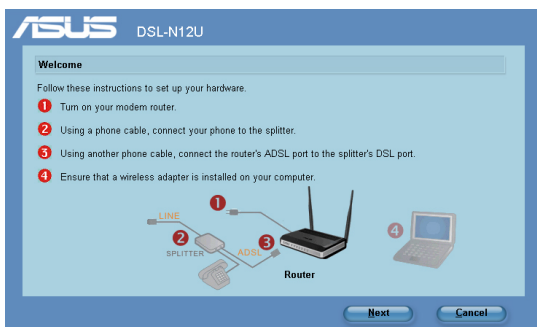 ASUS DSL-N12U
Welcome
Follow these instructions to set up your hardware.
1 Turn on your modem router.
2 Using a phone cable, connect your phone to the splitter.
3 Using another phone cable, connect the router's ADSL port to the splitter's DSL port.
4 Ensure that a wireless adapter is installed on your computer.
1
LINE
2
4
SPLITTER
ADSL
3
Router
Next Cancel